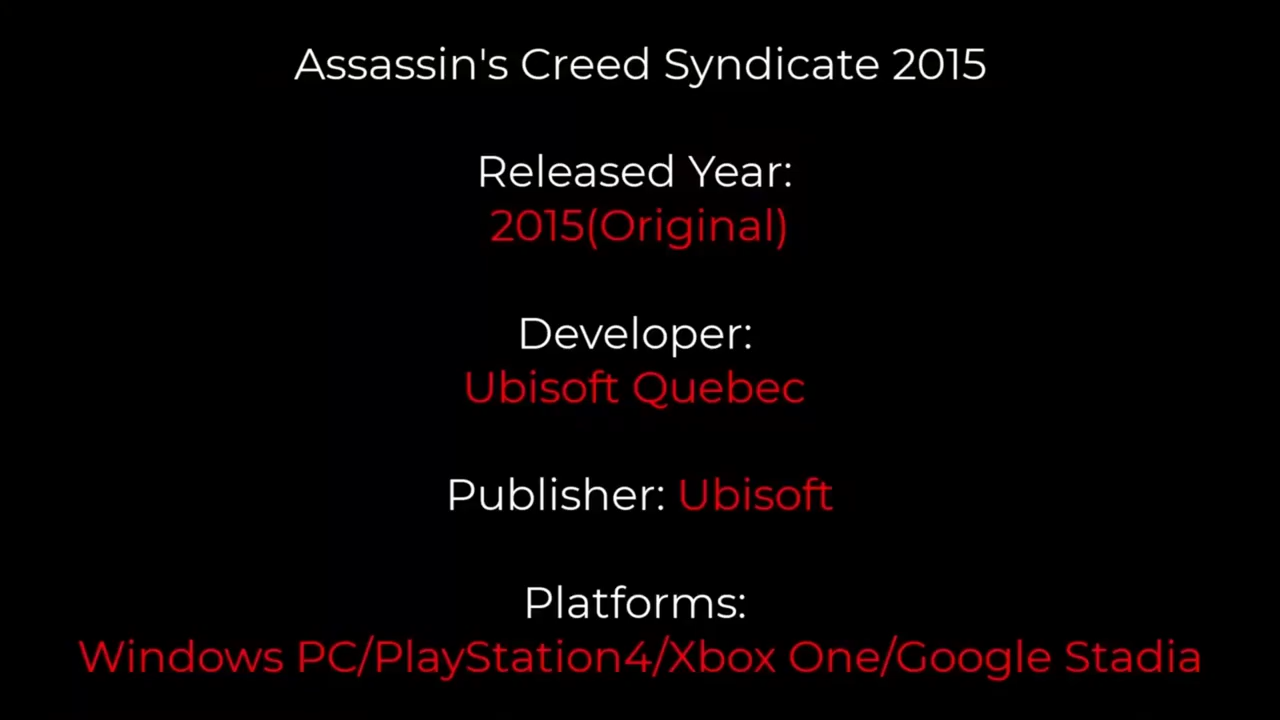 Assassin's Creed Syndicate 2015
Released Year:
2015(Original)
Developer:
Ubisoft Quebec
Publisher: Ubisoft
Platforms:
Windows PC/PlayStation4/Xbox One/Google Stadia